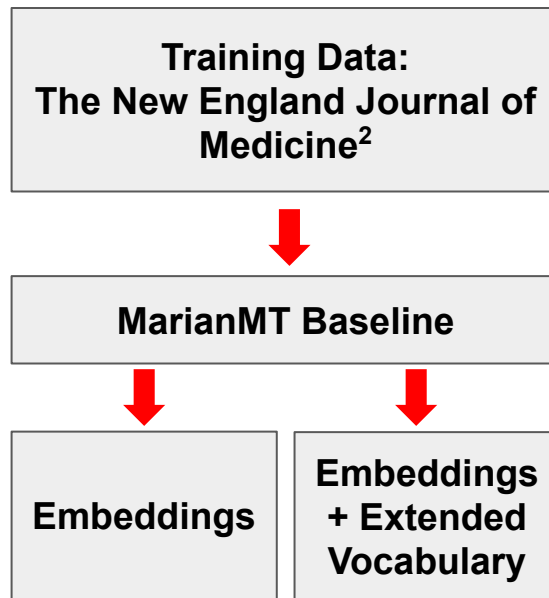 Training Data:
The New England Journal of
Medicine²
MarianMT Baseline
Embeddings
Embeddings
+ Extended
Vocabulary